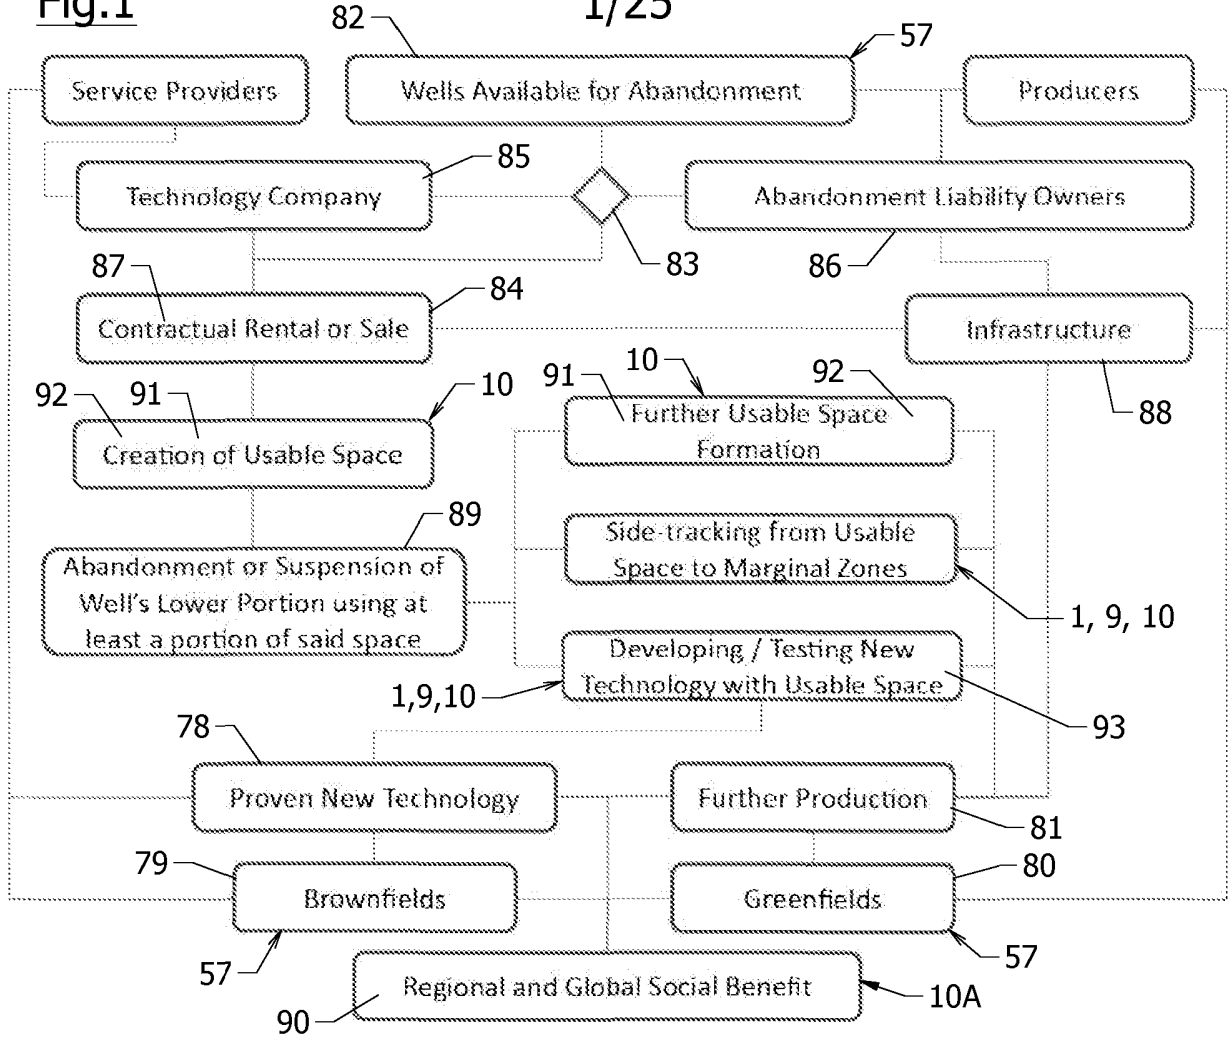 Fig.1
1/25
82
57
Service Providers
Wells Available for Abandonment
Producers
85
Technology Company
Abandonment Liability Owners
87
83
86
84
Contractual Rental or Sale
Infrastructure
92
91
10
10
91
92
88
Further Usable Space
Formation
Creation of Usable Space
89
Side-tracking from Usable
Space to Marginal Zones
Abandonment or Suspension of
Well's Lower Portion using at
least a portion of said space
1, 9, 10
Developing / Testing New
Technology with Usable Space
1,9,10
93
78
Proven New Technology
Further Production
81
79
80
Brownfields
Greenfields
57
57
Regional and Global Social Benefit
10A
90